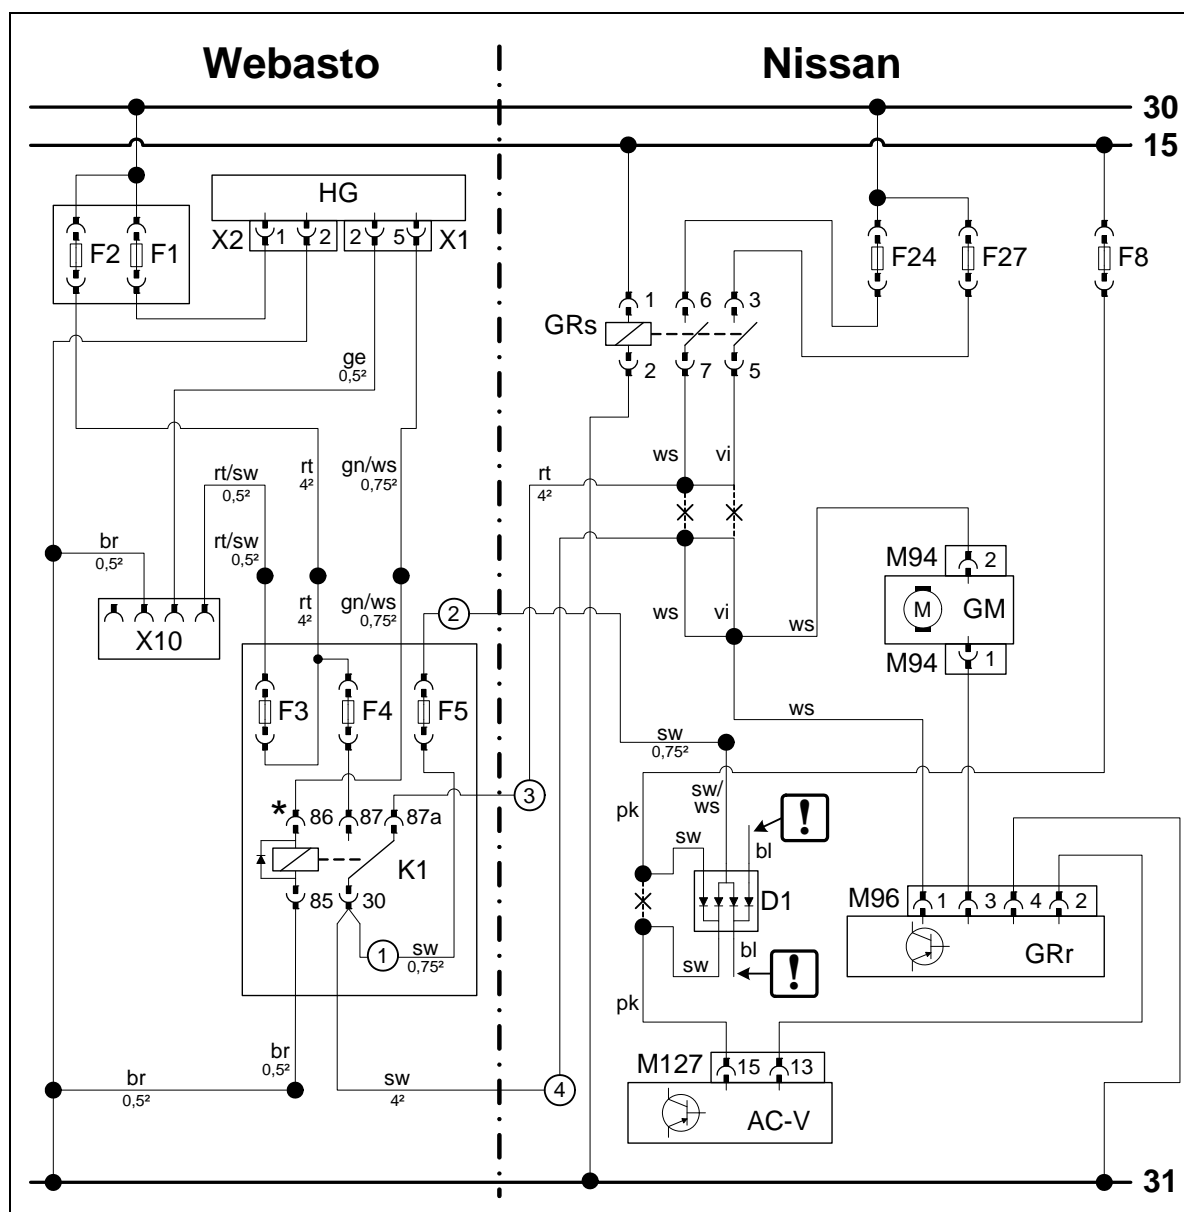 Webasto Nissan
30
15
HG
X2 1 2 2 5 X1
F2 F1
F24 F27 F8
1 6 3
GRs
2 7 5
ge
0,5²
ws vi
rt/sw
0,5²
rt
4²
gn/ws
0,75²
rt
4²
rt/sw
0,5²
br
0,5²
M94 2
M GM
M94 1
rt
4²
gn/ws
0,75²
2
ws vi ws
X10
F3 F4 F5
ws
sw
0,75²
3
sw/
ws
pk
!
* 86 87 87a
sw
bl
K1
D1
M96 1 3 4 2
85 30
1
sw
0,75²
GRr
sw
bl
!
pk
br
0,5²
M127 15 13
br
0,5²
sw
4²
4
AC-V
31